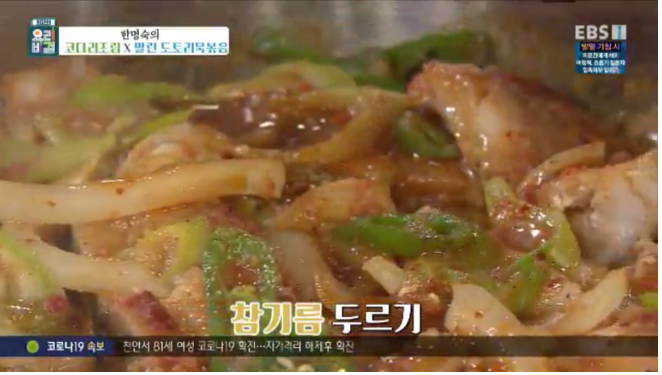 최고의
요리
비결
한명숙의
코다리조림 X 말린 도토리묵볶음
EBS 1
참기름 두르기
코로나19 속보
천안서 81세 여성 코로나19 확진…자가격리 해제후 확진